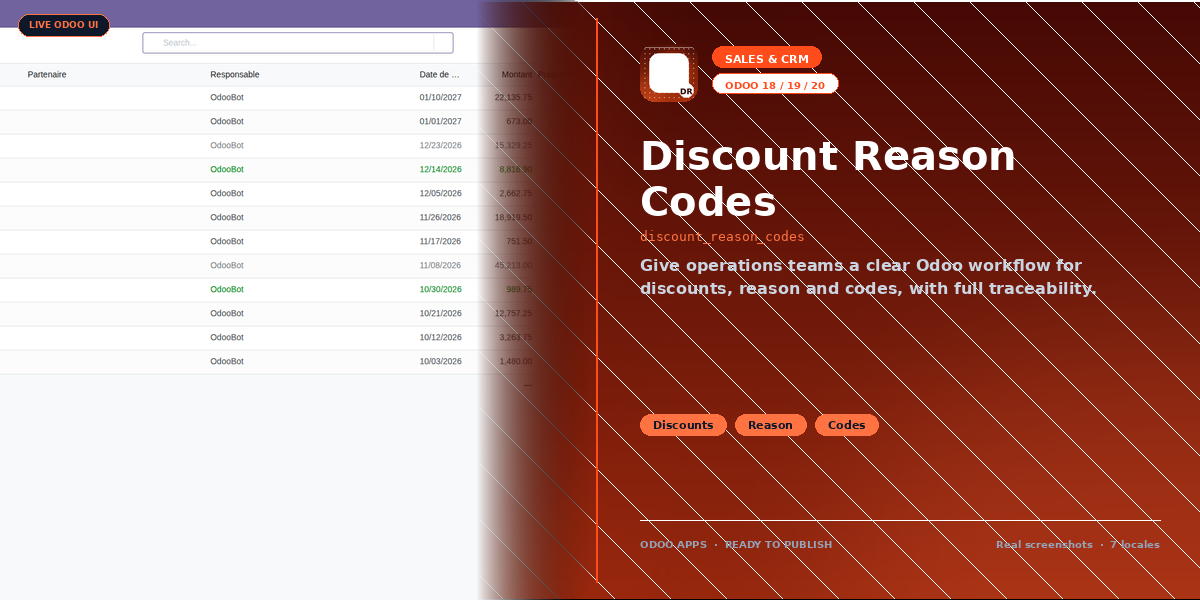 LIVE ODOO UI
Search...
Partenaire Responsable Date de ... Montant
OdooBot 01/10/2027 22,135.75
OdooBot 01/01/2027 673.00
OdooBot 12/23/2026 15,329.25
OdooBot 12/14/2026 8,816.90
OdooBot 12/05/2026 2,662.75
OdooBot 11/26/2026 18,919.50
OdooBot 11/17/2026 751.50
OdooBot 11/08/2026 45,213.00
OdooBot 10/30/2026 989.75
OdooBot 10/21/2026 12,757.25
OdooBot 10/12/2026 3,263.75
OdooBot 10/03/2026 1,480.00
DR
SALES & CRM
ODOO 18 / 19 / 20
Discount Reason
Codes
discount_reason_codes
Give operations teams a clear Odoo workflow for
discounts, reason and codes, with full traceability.
Discounts Reason Codes
ODOO APPS · READY TO PUBLISH
Real screenshots · 7 locales